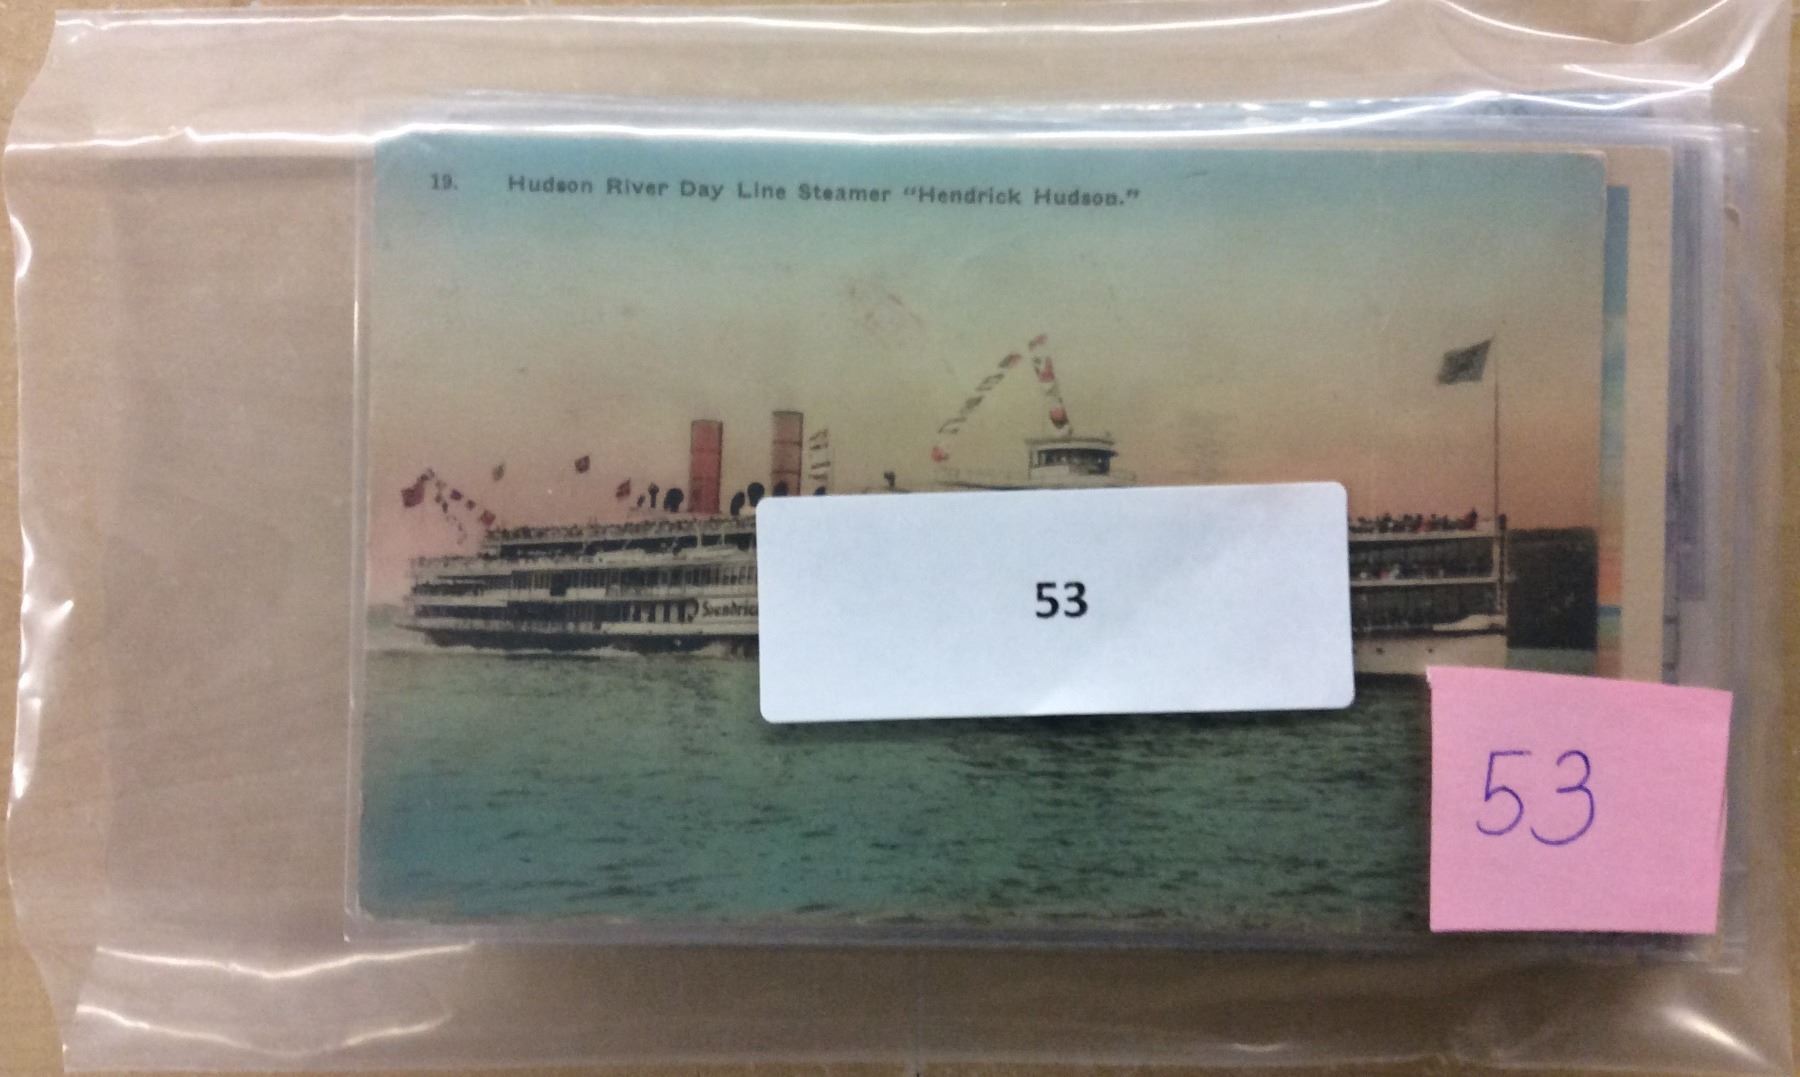 19. Hudson River Day Line Steamer “Hendrick Hudson.”
53
53